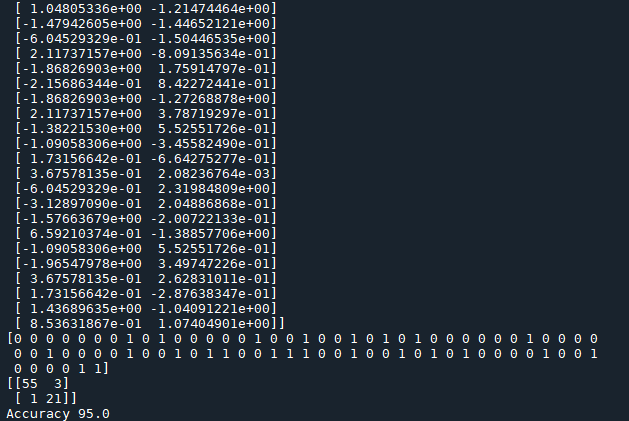 [ 1.04805336e+00 -1.21474464e+00]
[-1.47942605e+00 -1.44652121e+00]
[-6.04529329e-01 -1.50446535e+00]
[ 2.11737157e+00 -8.09135634e-01]
[-1.86826903e+00  1.75914797e-01]
[-2.15686344e-01  8.42272441e-01]
[-1.86826903e+00 -1.27268878e+00]
[ 2.11737157e+00  3.78719297e-01]
[-1.38221530e+00  5.52551726e-01]
[-1.09058306e+00 -3.45582490e-01]
[ 1.73156642e-01 -6.64275277e-01]
[ 3.67578135e-01  2.08236764e-03]
[-6.04529329e-01  2.31984809e+00]
[-3.12897090e-01  2.04886868e-01]
[-1.57663679e+00 -2.00722133e-01]
[ 6.59210374e-01 -1.38857706e+00]
[-1.09058306e+00  5.52551726e-01]
[-1.96547978e+00  3.49747226e-01]
[ 3.67578135e-01  2.62831011e-01]
[ 1.73156642e-01 -2.87638347e-01]
[ 1.43689635e+00 -1.04091221e+00]
[ 8.53631867e-01  1.07404901e+00]]
[0 0 0 0 0 0 0 1 0 1 0 0 0 0 0 1 0 0 1 0 0 1 0 1 0 1 0 0 0 0 0 0 1 0 0 0 0
0 0 1 0 0 0 0 1 0 0 1 0 1 1 0 0 1 1 1 0 0 1 0 0 1 0 1 0 1 0 0 0 0 1 0 0 1
0 0 0 0 1 1]
[[55  3]
[ 1 21]]
Accuracy 95.0